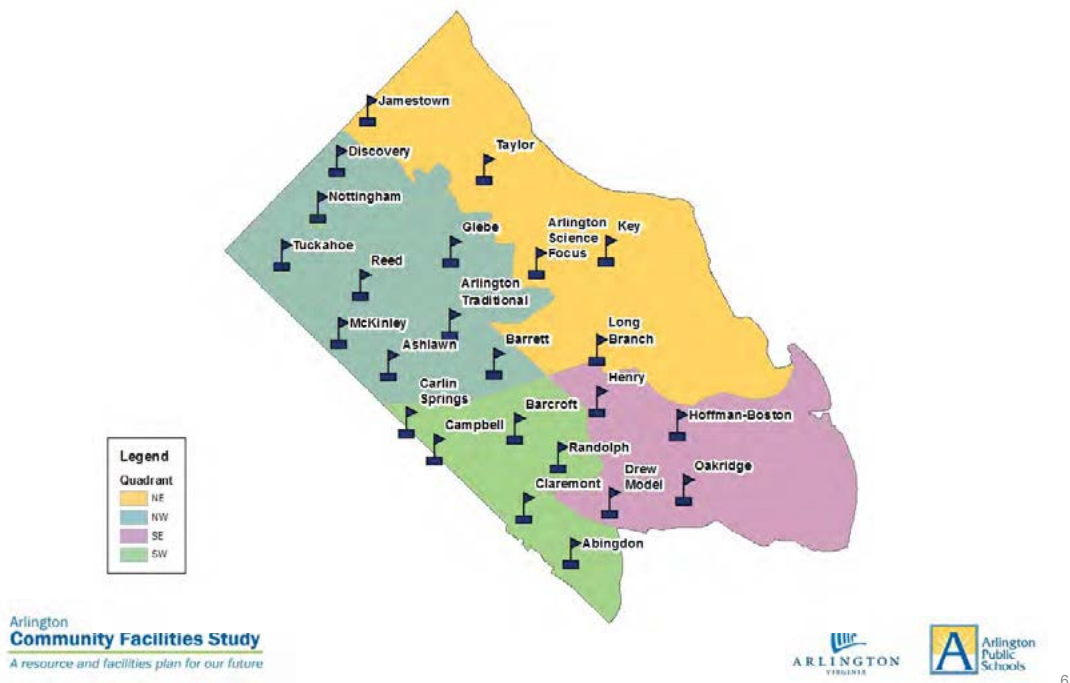 Jamestown
Discovery
Taylor
Nottingham
Glebe
Arlington
Science
Focus
Key
Tuckahoe
Reed
Arlington
Traditional
McKinley
Long
Branch
Ashlawn
Barrett
Carlin
Springs
Henry
Barcroft
Campbell
Hoffman-Boston
Randolph
Drew
Model
Oakridge
Claremont
Abingdon
Legend
Quadrant
NE
NW
SE
SW
Arlington
Community Facilities Study
A resource and facilities plan for our future
ARLINGTON
VIRGINIA
A
Arlington
Public
Schools
6